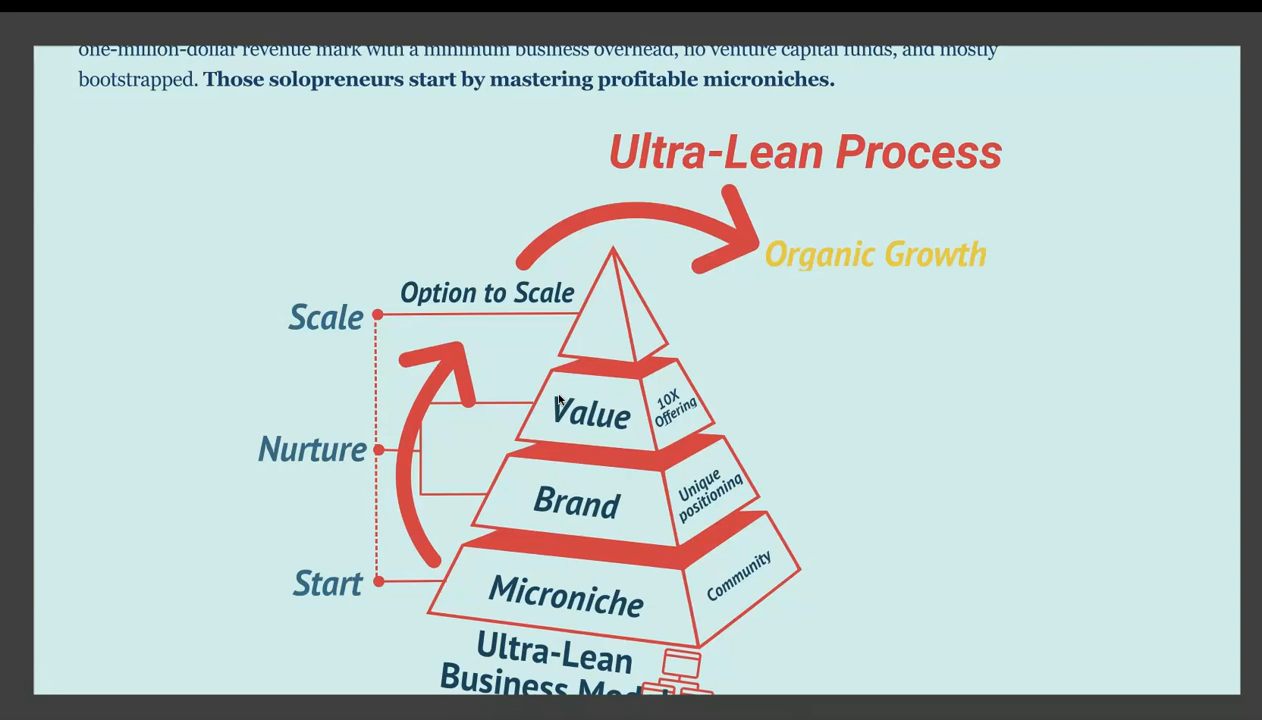 one-million-dollar revenue mark with a minimum business overhead, no venture capital funds, and mostly
bootstrapped. Those solopreneurs start by mastering profitable microniches.
Ultra-Lean Process
Organic Growth
Option to Scale
Scale
Value
10X
Offering
Nurture
Brand
Unique
positioning
Start
Microniche
Community
Ultra-Lean
Business Model